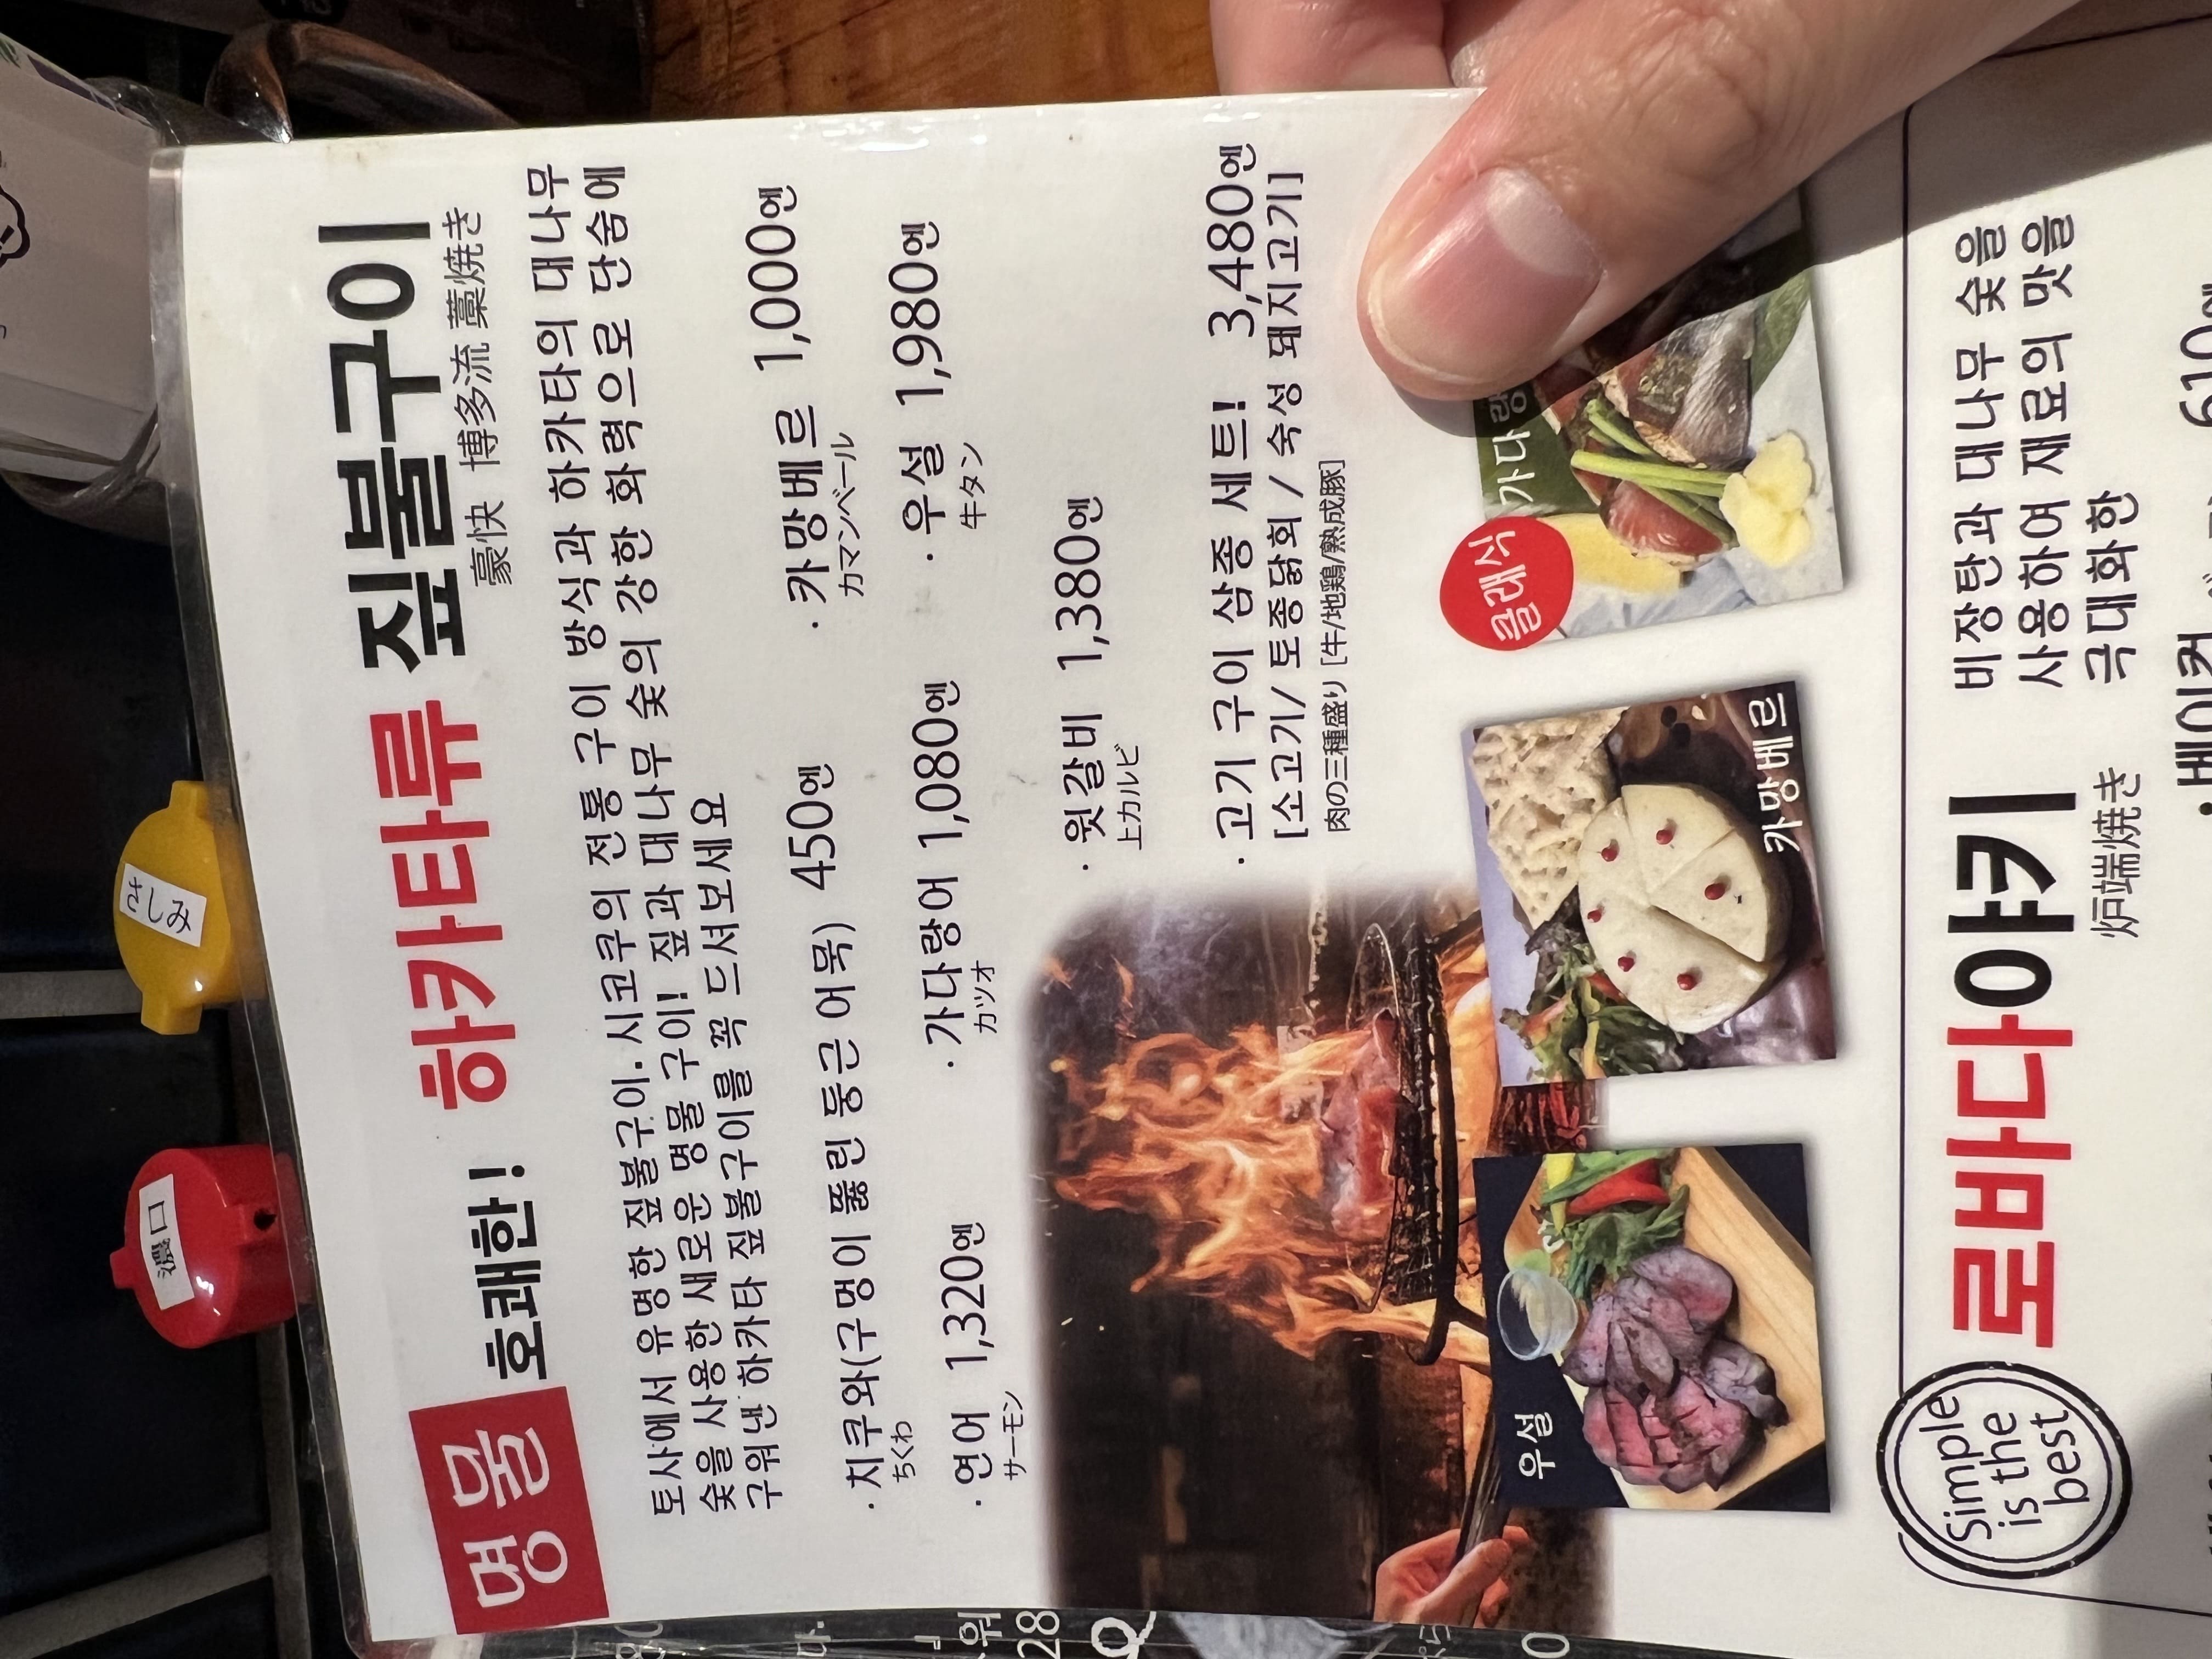 濃口
さしみ
명물 호쾌한! 하카타류 짚불구이
豪快 博多流 藁焼き
토사에서 유명한 짚불구이. 시코쿠의 전통 구이 방식과 하카타의 대나무
숯을 사용한 새로운 명물 구이! 짚과 대나무 숯의 강한 화력으로 단숨에
구워낸 하카타 짚불구이를 꼭 드셔보세요
· 치쿠와(구멍이 뚫린 둥근 어묵) 450엔
ちくわ
· 카망베르 1,000엔
カマンベール
· 연어 1,320엔
サーモン
· 가다랑어 1,080엔
カツオ
· 우설 1,980엔
牛タン
· 윗갈비 1,380엔
上カルビ
· 고기 구이 삼종 세트! 3,480엔
[소고기/ 토종닭회 / 숙성 돼지고기]
肉の三種盛り [牛/地鶏/熟成豚]
우설
카망베르
클래식
가다랑
Simple
is the
best
로바다야키
炉端焼き
비장탄과 대나무 숯을
사용하여 재료의 맛을
극대화한
· 베이컨 610엔
워
28